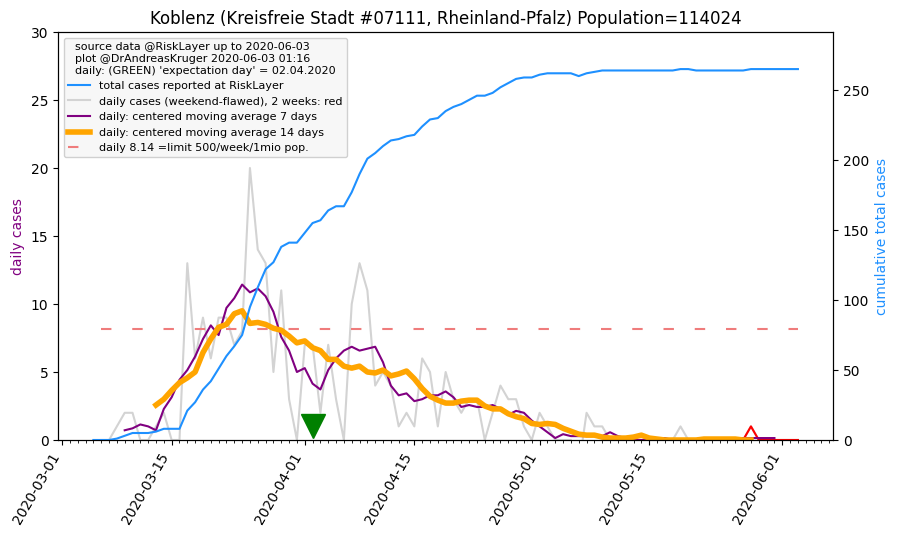 Koblenz (Kreisfreie Stadt #07111, Rheinland-Pfalz) Population=114024
source data @RiskLayer up to 2020-06-03
plot @DrAndreasKruger 2020-06-03 01:16
daily: (GREEN) 'expectation day' = 02.04.2020
total cases reported at RiskLayer
daily cases (weekend-flawed), 2 weeks: red
daily: centered moving average 7 days
daily: centered moving average 14 days
daily 8.14 =limit 500/week/1mio pop.
daily cases
30
25
20
15
10
5
0
cumulative total cases
250
200
150
100
50
0
2020-03-01
2020-03-15
2020-04-01
2020-04-15
2020-05-01
2020-05-15
2020-06-01